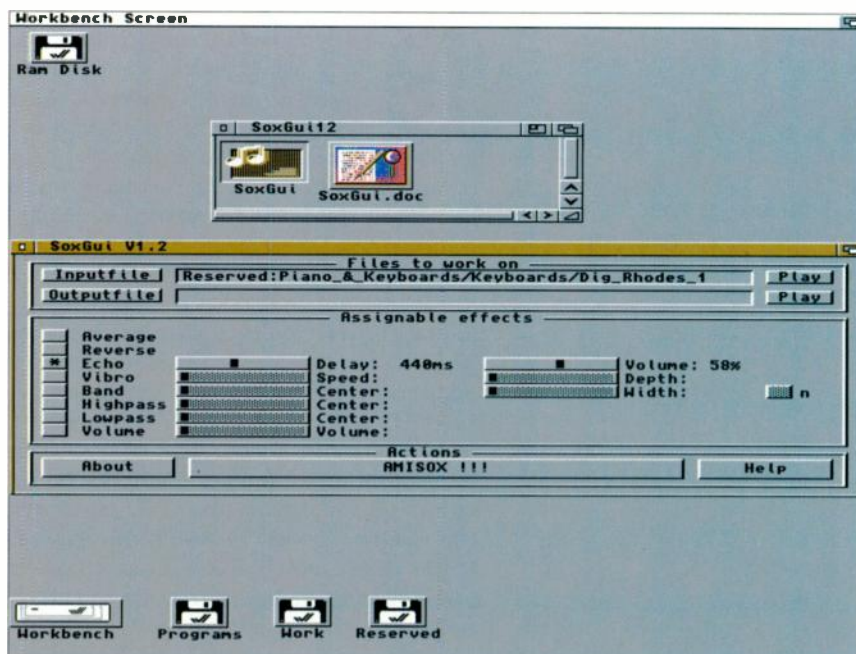 Workbench Screen
Ram Disk
SoxGui12
SoxGui SoxGui.doc
SoxGui V1.2
Files to work on
Inputfile Reserved:Piano_&_Keyboards/Keyboards/Dig_Rhodes_1 Play
Outputfile Play
Assignable effects
Average
Reverse
* Echo Delay: 440ms Volume: 58%
Vibro Speed: Depth:
Band Center: Width: n
Highpass Center:
Lowpass Center:
Volume Volume:
Actions
About AMISOX !!! Help
Workbench Programs Work Reserved